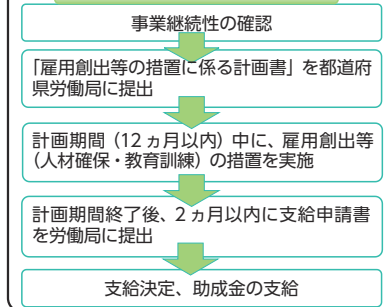 事業継続性の確認
「雇用創出等の措置に係る計画書」を都道府
県労働局に提出
計画期間(12ヵ月以内)中に、雇用創出等
(人材確保・教育訓練)の措置を実施
計画期間終了後、2ヵ月以内に支給申請書
を労働局に提出
支給決定、助成金の支給